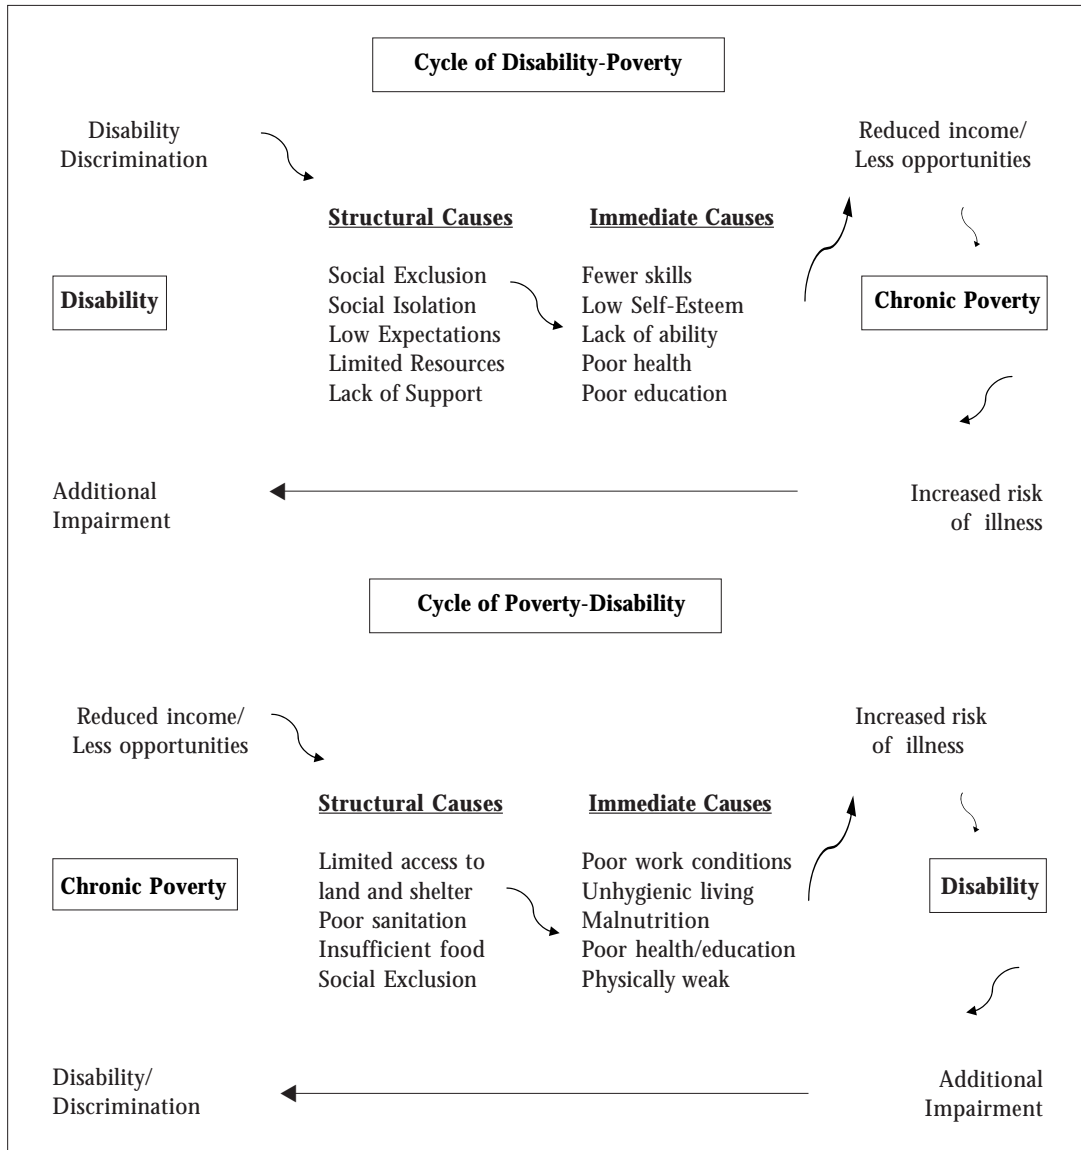 Cycle of Disability-Poverty
Disability
Discrimination
Reduced income/
Less opportunities
Structural Causes
Immediate Causes
Social Exclusion
Social Isolation
Low Expectations
Limited Resources
Lack of Support
Fewer skills
Low Self-Esteem
Lack of ability
Poor health
Poor education
Disability
Chronic Poverty
Additional
Impairment
Increased risk
of illness
Cycle of Poverty-Disability
Reduced income/
Less opportunities
Increased risk
of illness
Structural Causes
Immediate Causes
Limited access to
land and shelter
Poor sanitation
Insufficient food
Social Exclusion
Poor work conditions
Unhygienic living
Malnutrition
Poor health/education
Physically weak
Chronic Poverty
Disability
Disability/
Discrimination
Additional
Impairment